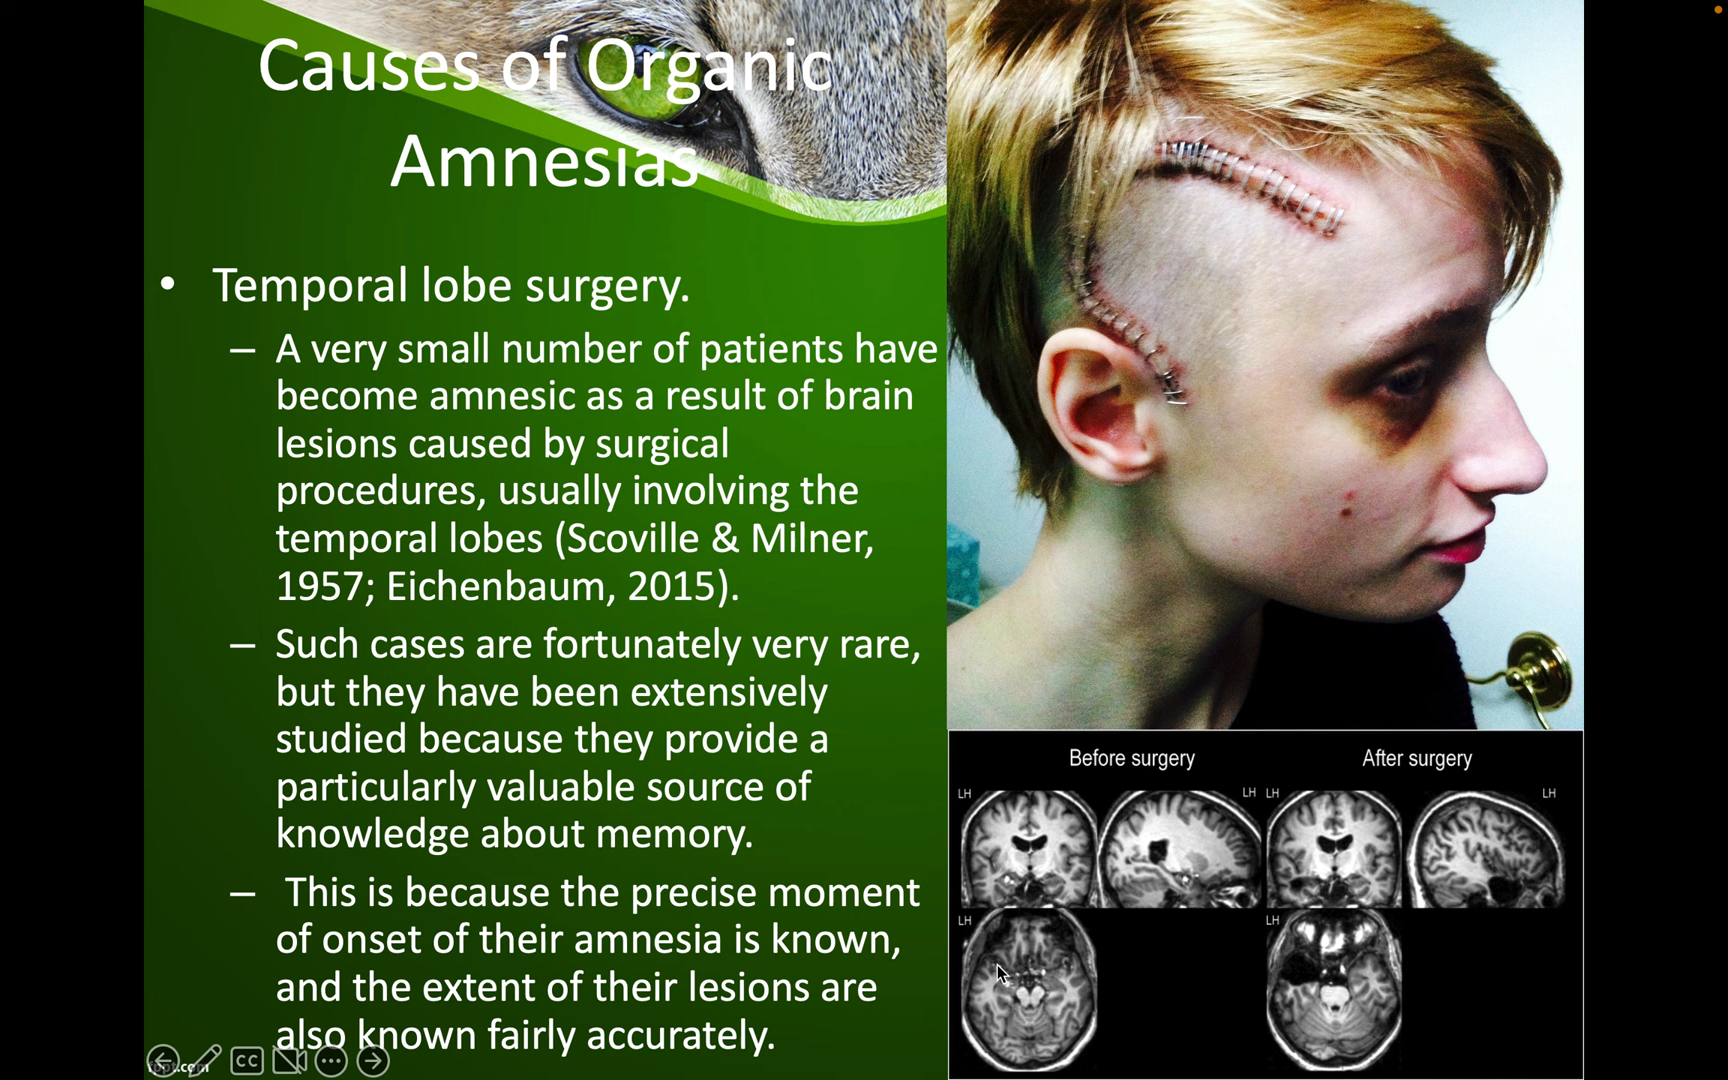 Causes of Organic
Amnesias
• Temporal lobe surgery.
– A very small number of patients have
become amnesic as a result of brain
lesions caused by surgical
procedures, usually involving the
temporal lobes (Scoville & Milner,
1957; Eichenbaum, 2015).
– Such cases are fortunately very rare,
but they have been extensively
studied because they provide a
particularly valuable source of
knowledge about memory.
– This is because the precise moment
of onset of their amnesia is known,
and the extent of their lesions are
also known fairly accurately.
CC
fppt.com
Before surgery
After surgery
LH
LH
LH
LH
LH
LH